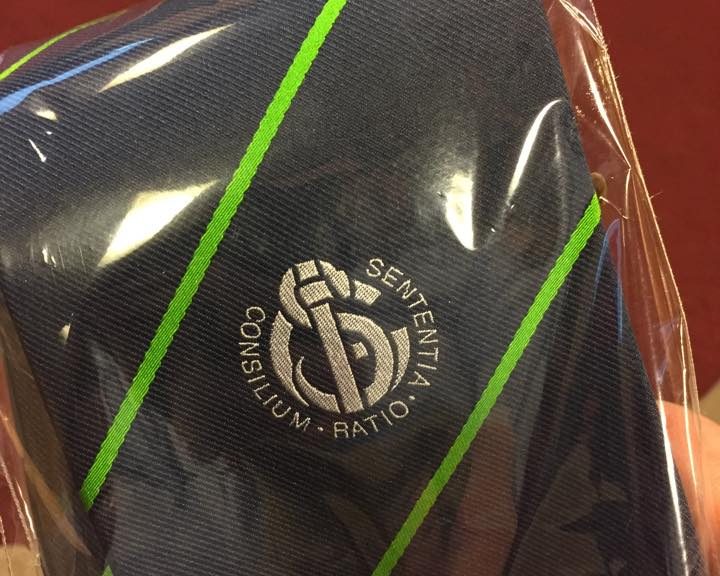 CONSILIUM · RATIO · SENTENTIA